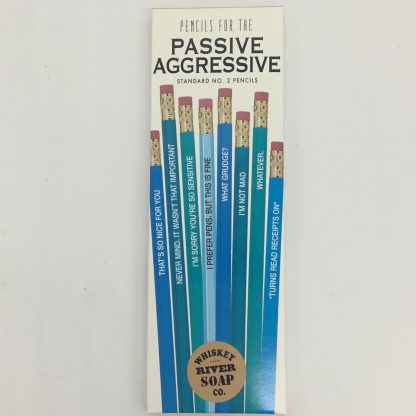 PENCILS FOR THE
PASSIVE
AGGRESSIVE
STANDARD NO. 2 PENCILS
THAT'S SO NICE FOR YOU
NEVER MIND. IT WASN'T THAT IMPORTANT
I'M SORRY YOU'RE SO SENSITIVE
I PREFER PENS, BUT THIS IS FINE
WHAT GRUDGE?
I'M NOT MAD
WHATEVER.
*TURNS READ RECEIPTS ON*
WHISKEY
RIVER
SOAP
CO.